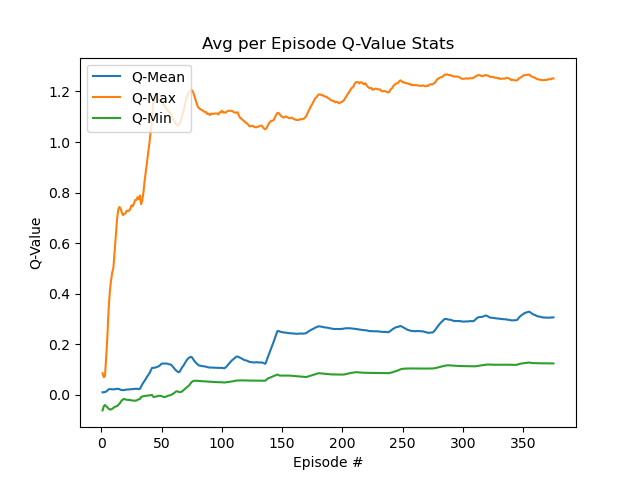 Avg per Episode Q-Value Stats
Q-Mean
Q-Max
Q-Min
Q-Value
1.2
1.0
0.8
0.6
0.4
0.2
0.0
0 50 100 150 200 250 300 350
Episode #